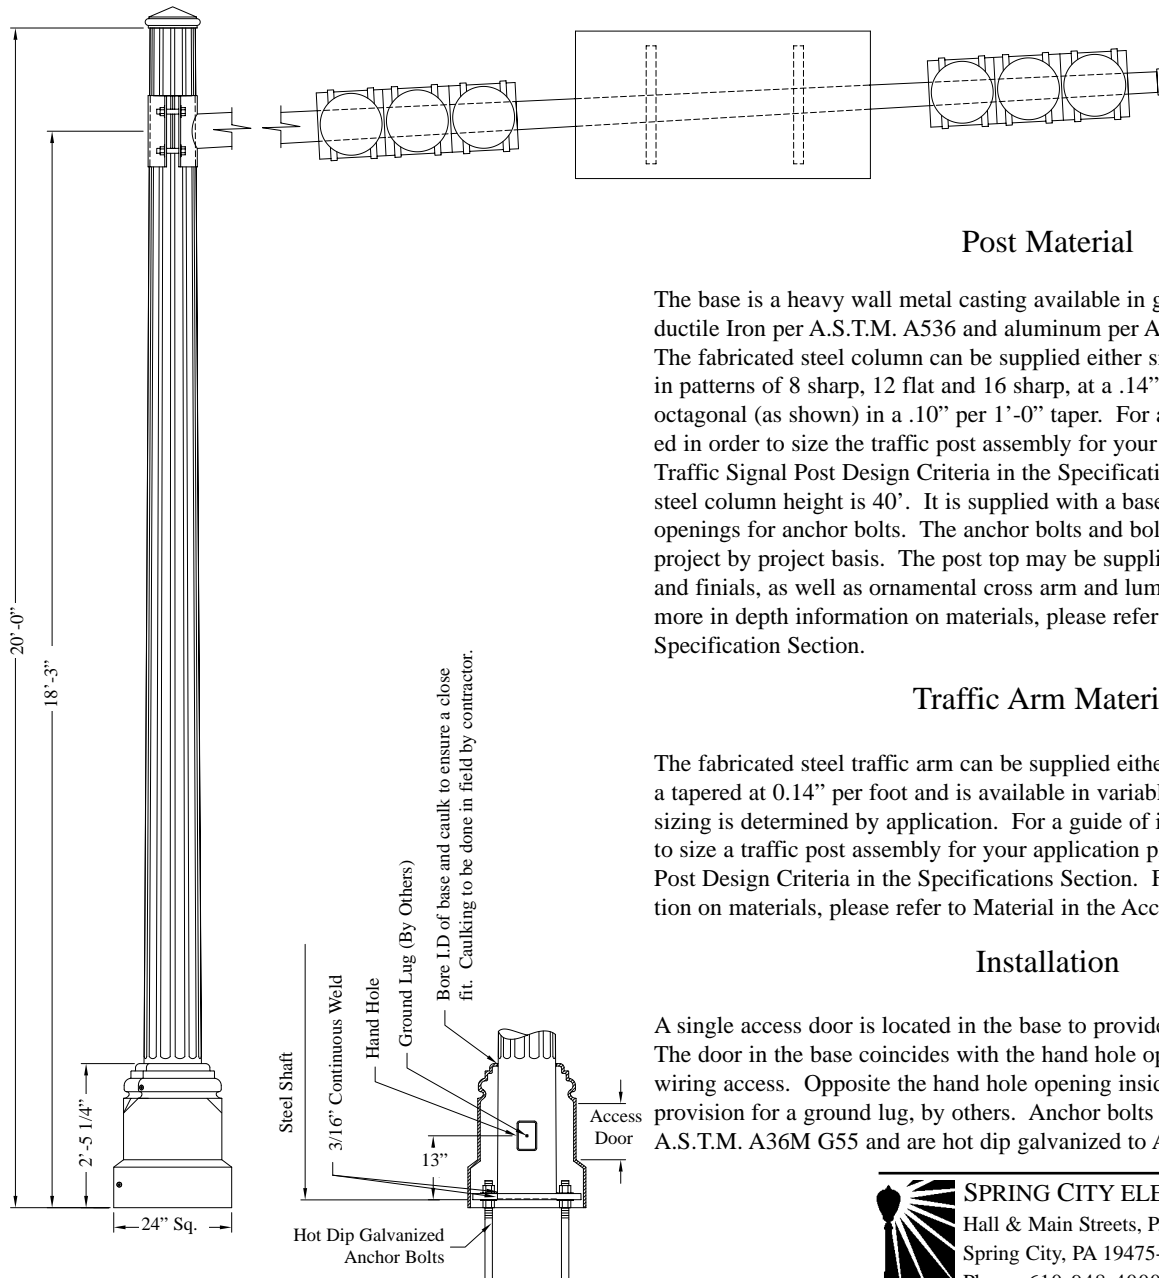 Post Material
The base is a heavy wall metal casting available in
ductile Iron per A.S.T.M. A536 and aluminum per
The fabricated steel column can be supplied either
in patterns of 8 sharp, 12 flat and 16 sharp, at a .14”
octagonal (as shown) in a .10” per 1’-0” taper. For
ed in order to size the traffic post assembly for your
Traffic Signal Post Design Criteria in the
steel column height is 40’. It is supplied with a base
openings for anchor bolts. The anchor bolts and
project by project basis. The post top may be
and finials, as well as ornamental cross arm and
more in depth information on materials, please refer
Specification Section.
Traffic Arm
The fabricated steel traffic arm can be supplied
a tapered at 0.14” per foot and is available in
sizing is determined by application. For a guide of
to size a traffic post assembly for your application
Post Design Criteria in the Specifications Section.
tion on materials, please refer to Material in the
Installation
A single access door is located in the base to
The door in the base coincides with the hand hole
wiring access. Opposite the hand hole opening
provision for a ground lug, by others. Anchor bolts
A.S.T.M. A36M G55 and are hot dip galvanized to
20’-0”
18’-3”
2’-5 1/4”
24” Sq.
Steel Shaft
3/16” Continuous Weld
Hand Hole
Ground Lug (By Others)
Bore I.D of base and caulk to ensure a close
fit. Caulking to be done in field by contractor.
Access
Door
13”
Hot Dip Galvanized
Anchor Bolts
SPRING CITY
Hall & Main Streets,
Spring City, PA 19475-